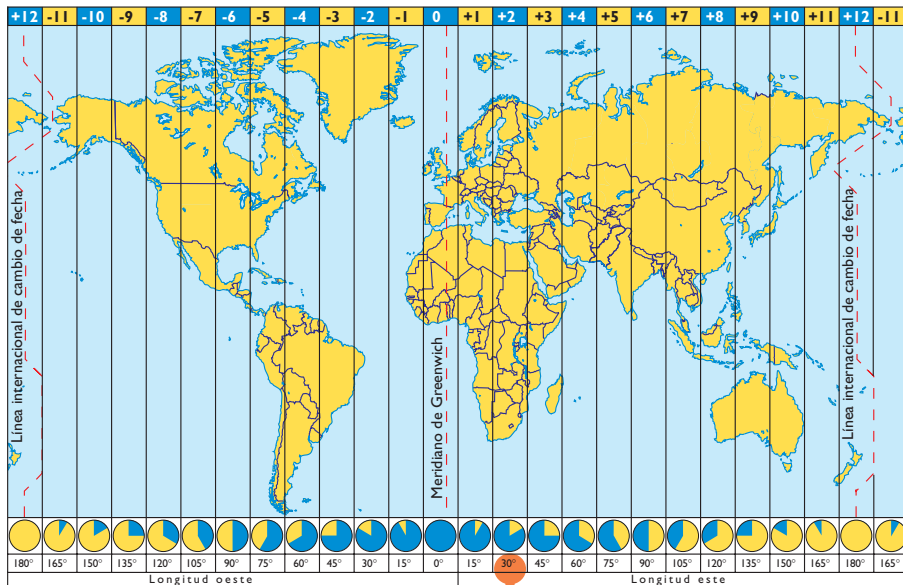 +12 -11 -10 -9 -8 -7 -6 -5 -4 -3 -2 -1 0 +1 +2 +3 +4 +5 +6 +7 +8 +9 +10 +11 +12 -11
Línea internacional de cambio de fecha
Meridiano de Greenwich
Línea internacional de cambio de fecha
180° 165° 150° 135° 120° 105° 90° 75° 60° 45° 30° 15° 0° 15° 30° 45° 60° 75° 90° 105° 120° 135° 150° 165° 180° 165°
Longitud oeste Longitud este